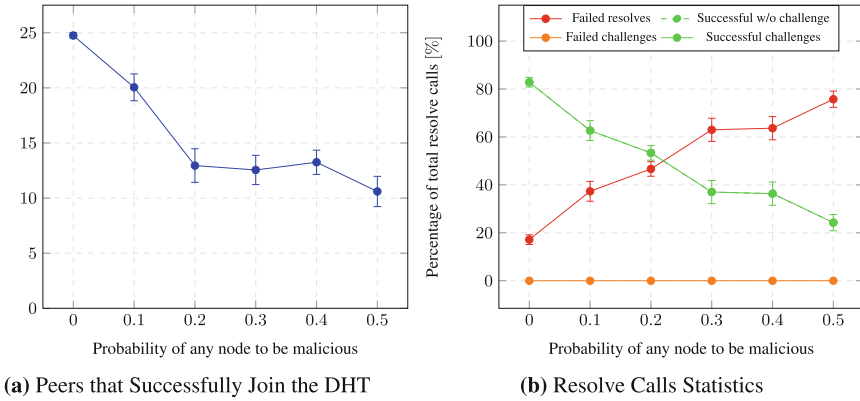 25
20
15
10
5
0
0 0.1 0.2 0.3 0.4 0.5
Probability of any node to be malicious
(a) Peers that Successfully Join the DHT
Percentage of total resolve calls [%]
Failed resolves
Successful w/o challenge
Failed challenges
Successful challenges
100
80
60
40
20
0
0 0.1 0.2 0.3 0.4 0.5
Probability of any node to be malicious
(b) Resolve Calls Statistics